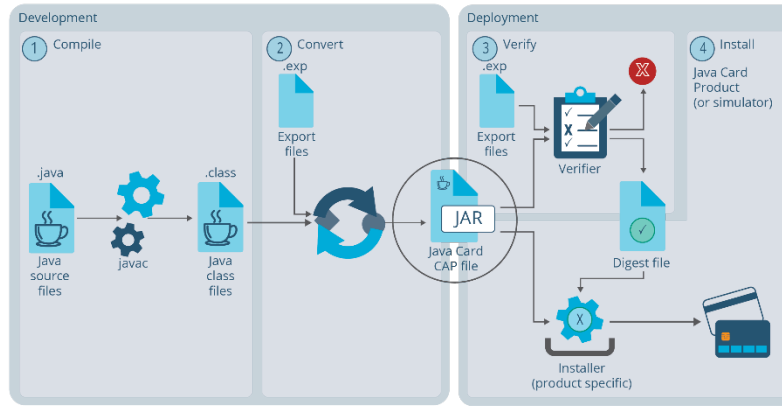 Development
1 Compile
.java
Java
source
files
javac
.class
Java
class
files
2 Convert
.exp
Export
files
JAR
Java Card
CAP file
Deployment
3 Verify
.exp
Export
files
X
X
Verifier
Digest file
4 Install
Java Card
Product
(or simulator)
X
Installer
(product specific)